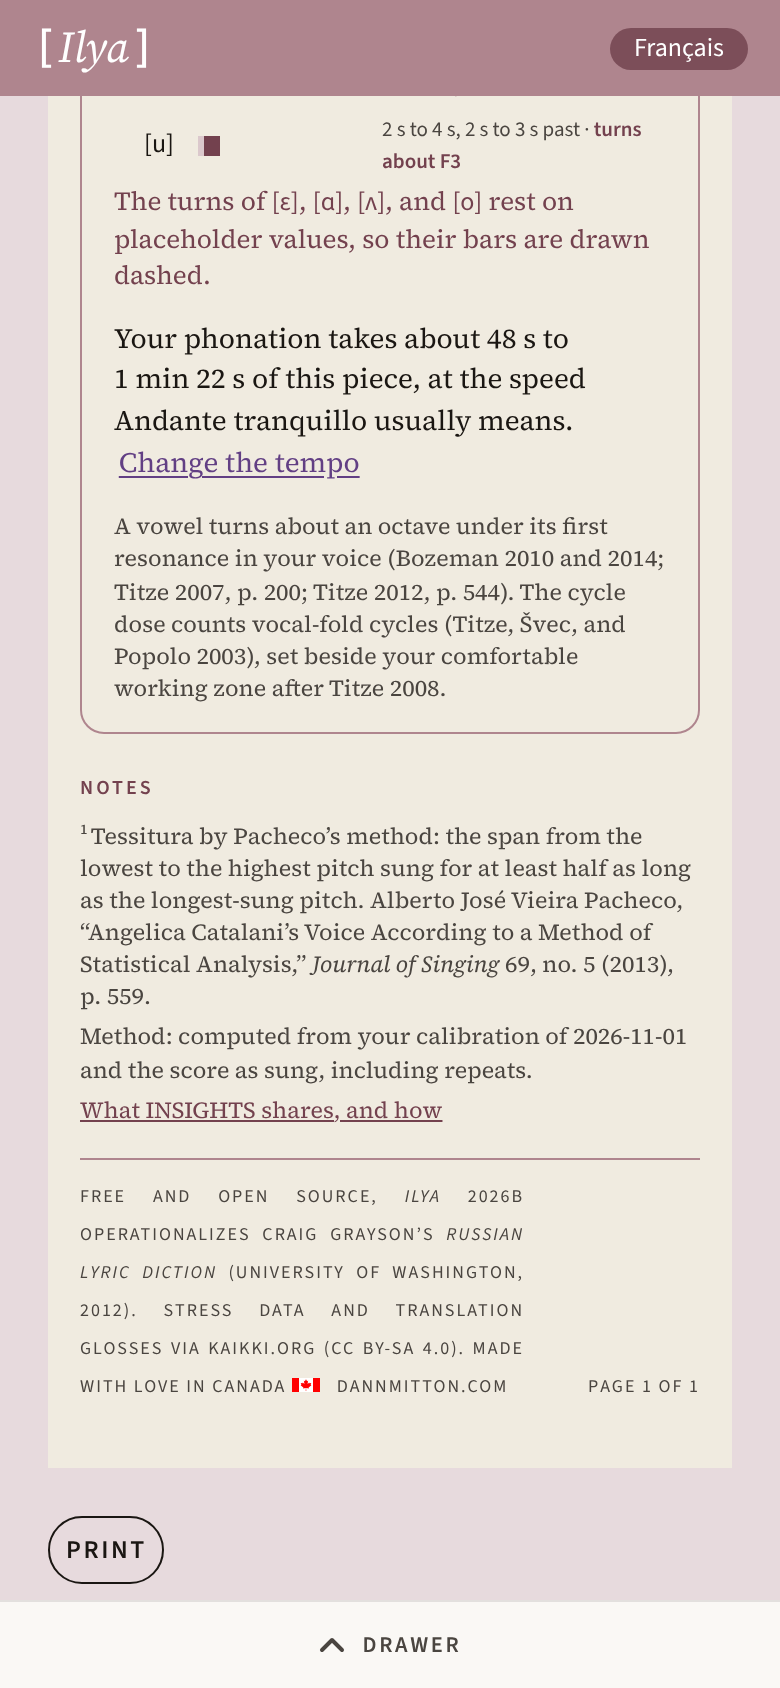 [Ilya]
Français
[u]
2 s to 4 s, 2 s to 3 s past · turns
about F3
The turns of [ɛ], [ɑ], [ʌ], and [o] rest on
placeholder values, so their bars are drawn
dashed.
Your phonation takes about 48 s to
1 min 22 s of this piece, at the speed
Andante tranquillo usually means.
Change the tempo
A vowel turns about an octave under its first
resonance in your voice (Bozeman 2010 and 2014;
Titze 2007, p. 200; Titze 2012, p. 544). The cycle
dose counts vocal-fold cycles (Titze, Švec, and
Popolo 2003), set beside your comfortable
working zone after Titze 2008.
NOTES
¹ Tessitura by Pacheco’s method: the span from the
lowest to the highest pitch sung for at least half as long
as the longest-sung pitch. Alberto José Vieira Pacheco,
“Angelica Catalani’s Voice According to a Method of
Statistical Analysis,” Journal of Singing 69, no. 5 (2013),
p. 559.
Method: computed from your calibration of 2026-11-01
and the score as sung, including repeats.
What INSIGHTS shares, and how
FREE AND OPEN SOURCE, ILYA 2026B
OPERATIONALIZES CRAIG GRAYSON’S RUSSIAN
LYRIC DICTION (UNIVERSITY OF WASHINGTON,
2012). STRESS DATA AND TRANSLATION
GLOSSES VIA KAIKKI.ORG (CC BY-SA 4.0). MADE
WITH LOVE IN CANADA 🇨🇦 DANNMITTON.COM PAGE 1 OF 1
PRINT
DRAWER